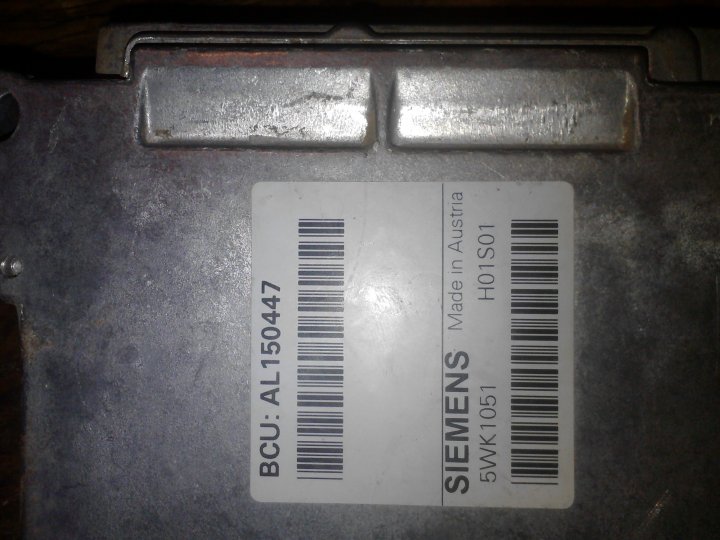 BCU: AL150447
SIEMENS Made in Austria
5WK1051 H01S01